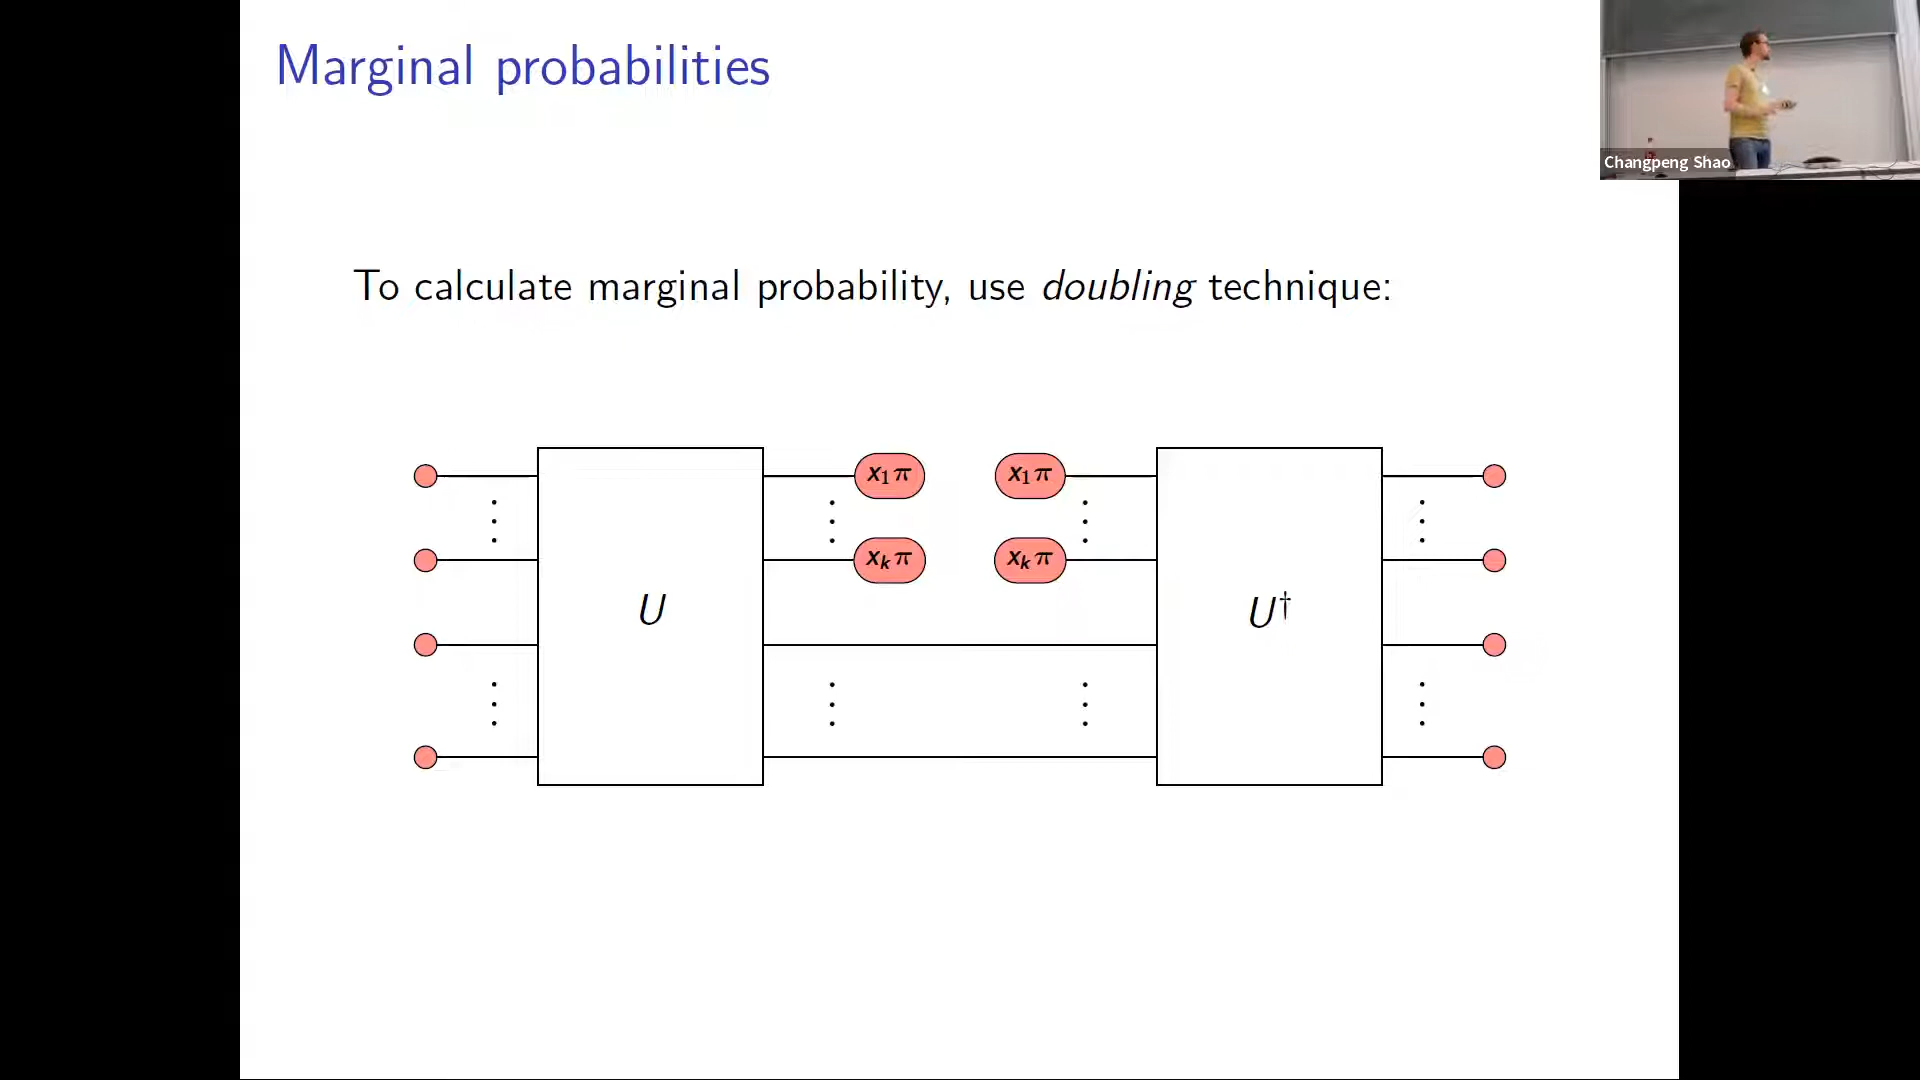 Marginal probabilities
Changpeng Shao
To calculate marginal probability, use doubling technique:
x₁π x₁π
xₖπ xₖπ
U U†